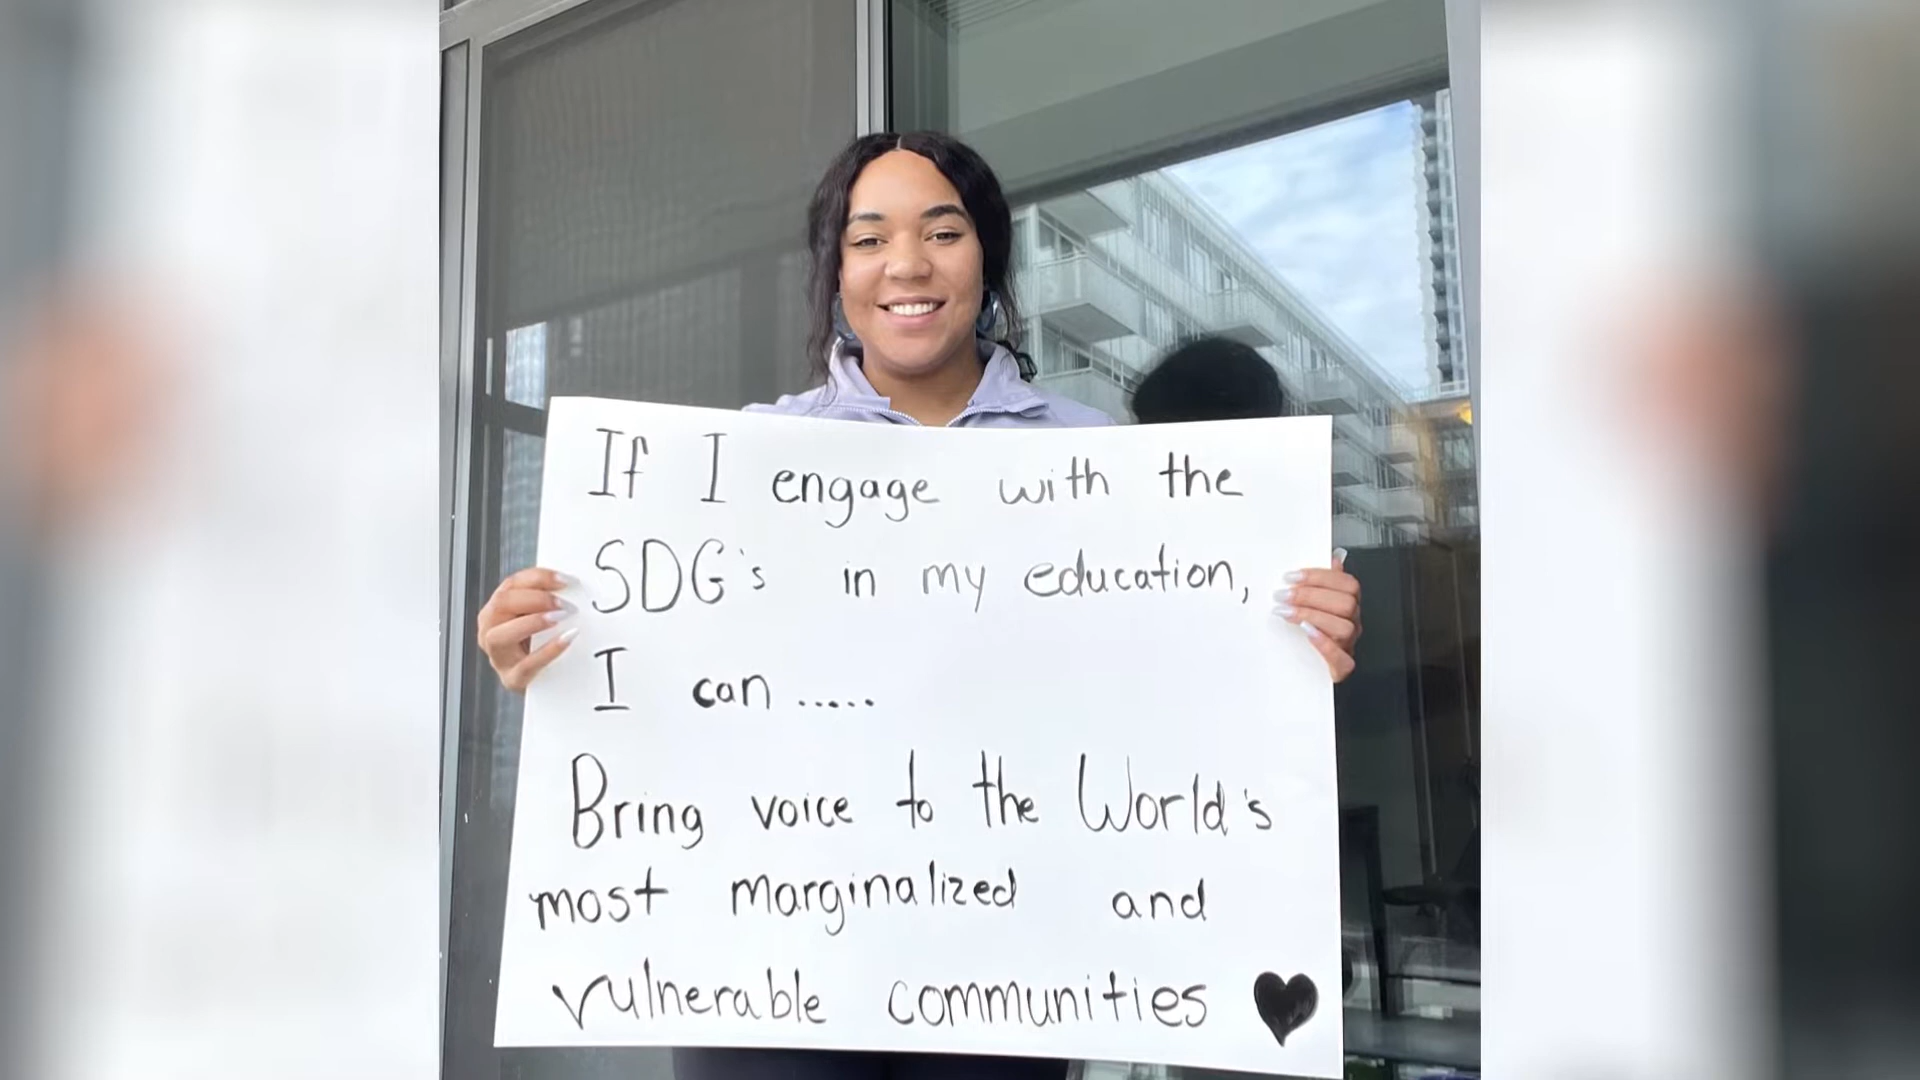 If I engage with the
SDG's in my education,
I can .....
Bring voice to the World's
most marginalized and
vulnerable communities ♥